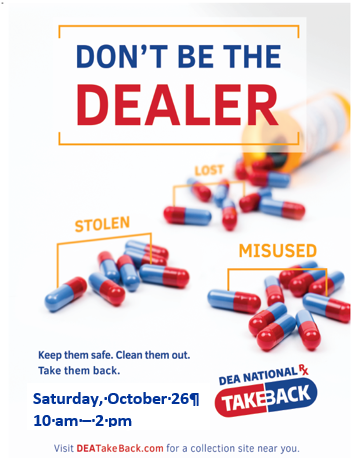 DON'T BE THE
DEALER
LOST
STOLEN
MISUSED
Keep them safe. Clean them out.
Take them back.
Saturday,·October·26¶
10·am·–·2·pm
DEA NATIONAL Rx
TAKEBACK
Visit DEATakeBack.com for a collection site near you.